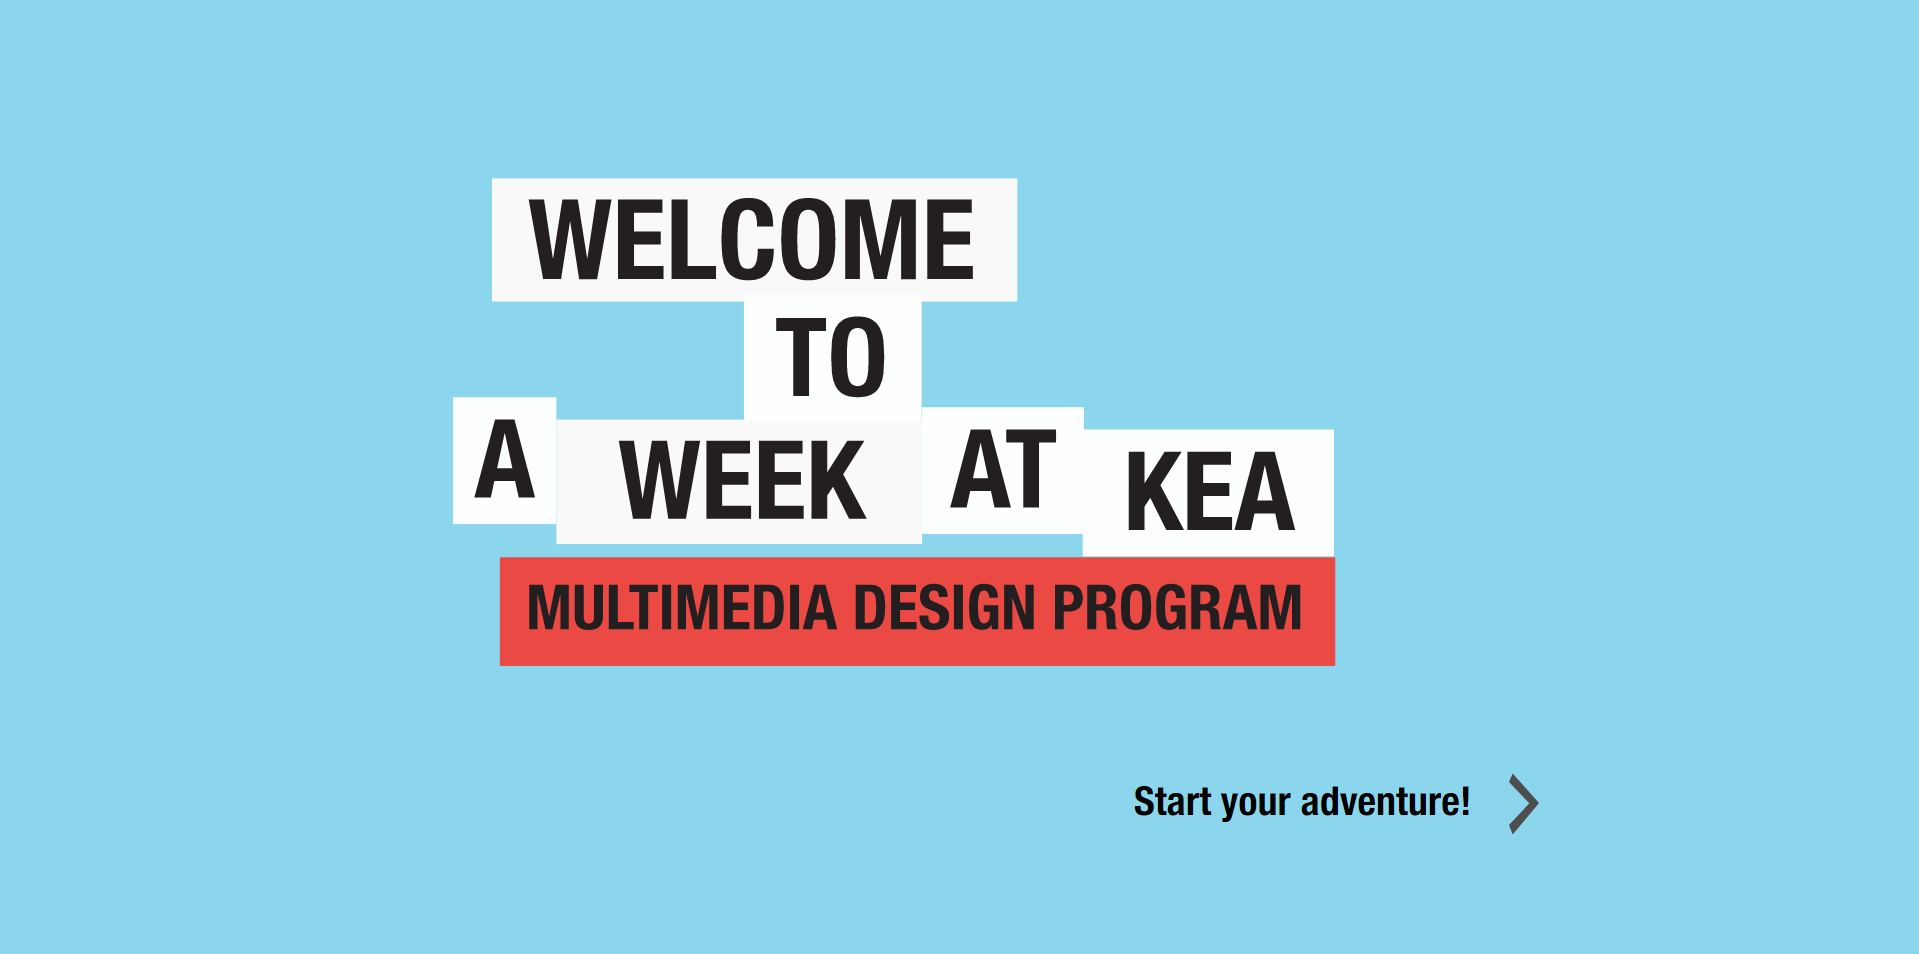 WELCOME
TO
A WEEK AT KEA
MULTIMEDIA DESIGN PROGRAM
Start your adventure!